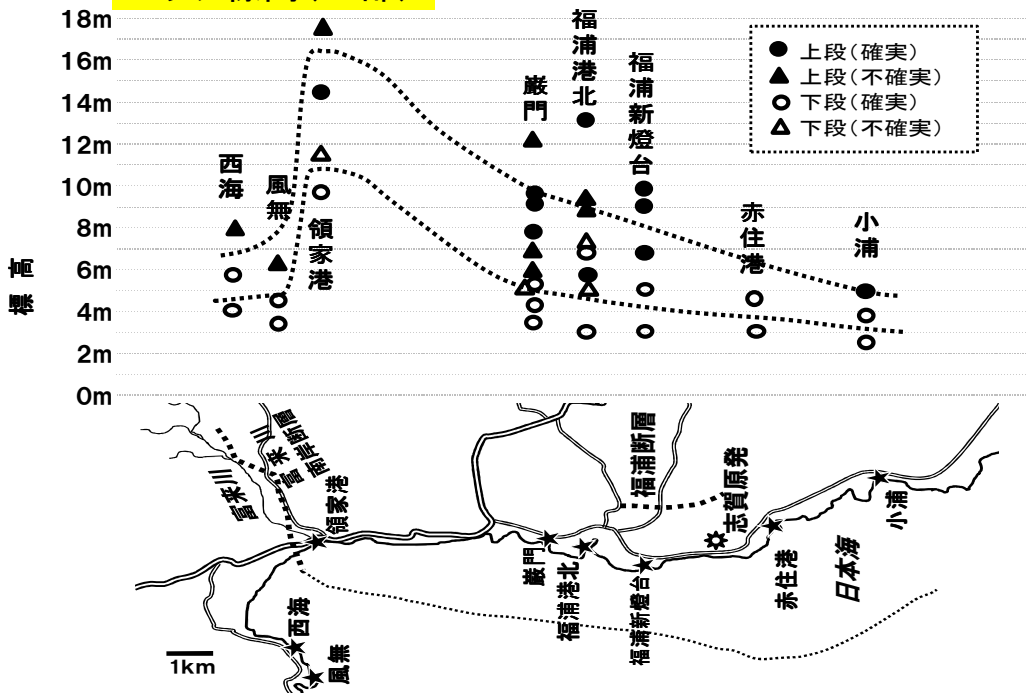 18m
16m
14m
12m
10m
8m
6m
4m
2m
0m
標高
西海
風無
領家港
巌門
福浦港北
福浦新燈台
赤住港
小浦
上段(確実)
上段(不確実)
下段(確実)
下段(不確実)
富来川
富来川
南岸断層
領家港
西海
風無
巌門
福浦港北
福浦新燈台
福浦断層
志賀原発
赤住港
小浦
日本海
1km